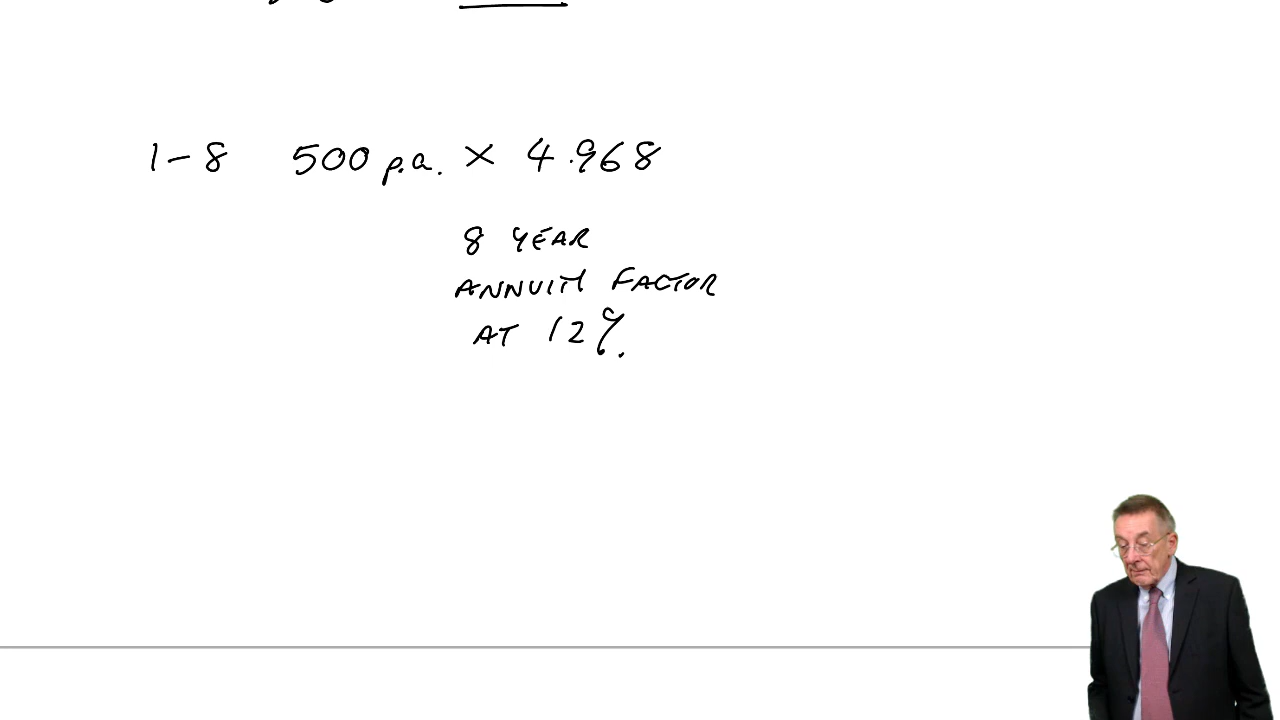 1-8 500 p.a. × 4.968
8 YEAR
ANNUITY FACTOR
AT 12%.